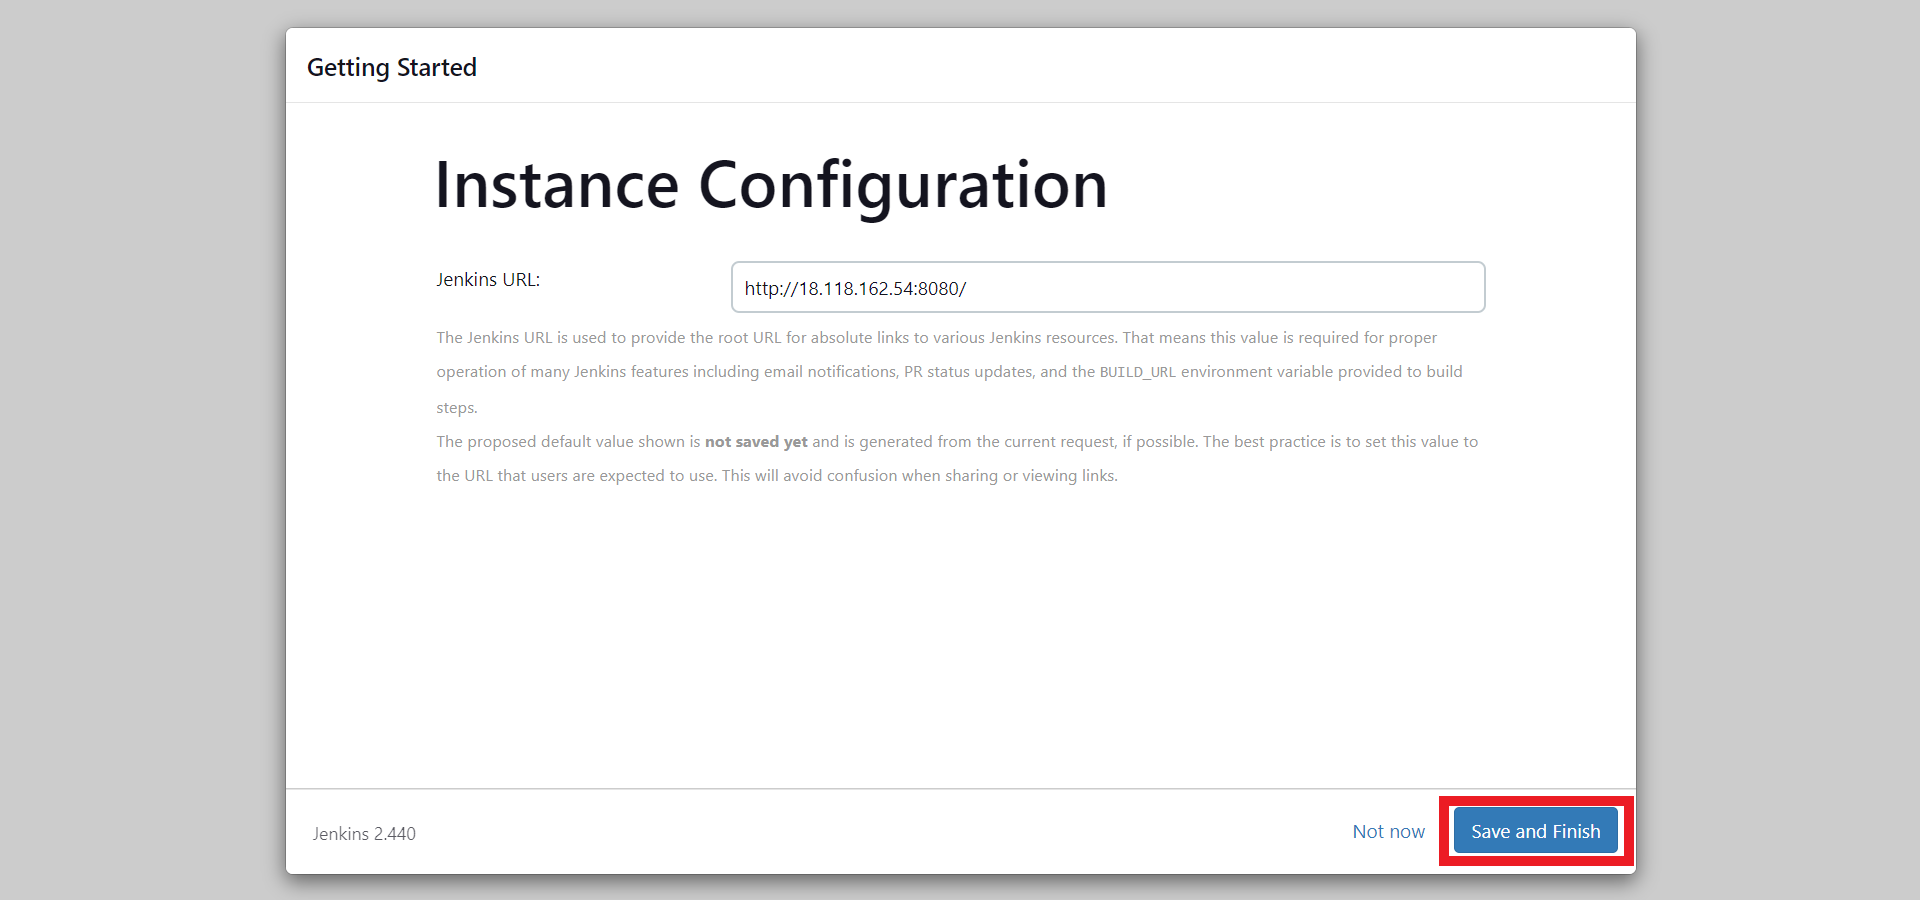 Getting Started
Instance Configuration
Jenkins URL:
http://18.118.162.54:8080/
The Jenkins URL is used to provide the root URL for absolute links to various Jenkins resources. That means this value is required for proper
operation of many Jenkins features including email notifications, PR status updates, and the BUILD_URL environment variable provided to build
steps.
The proposed default value shown is not saved yet and is generated from the current request, if possible. The best practice is to set this value to
the URL that users are expected to use. This will avoid confusion when sharing or viewing links.
Jenkins 2.440
Not now
Save and Finish